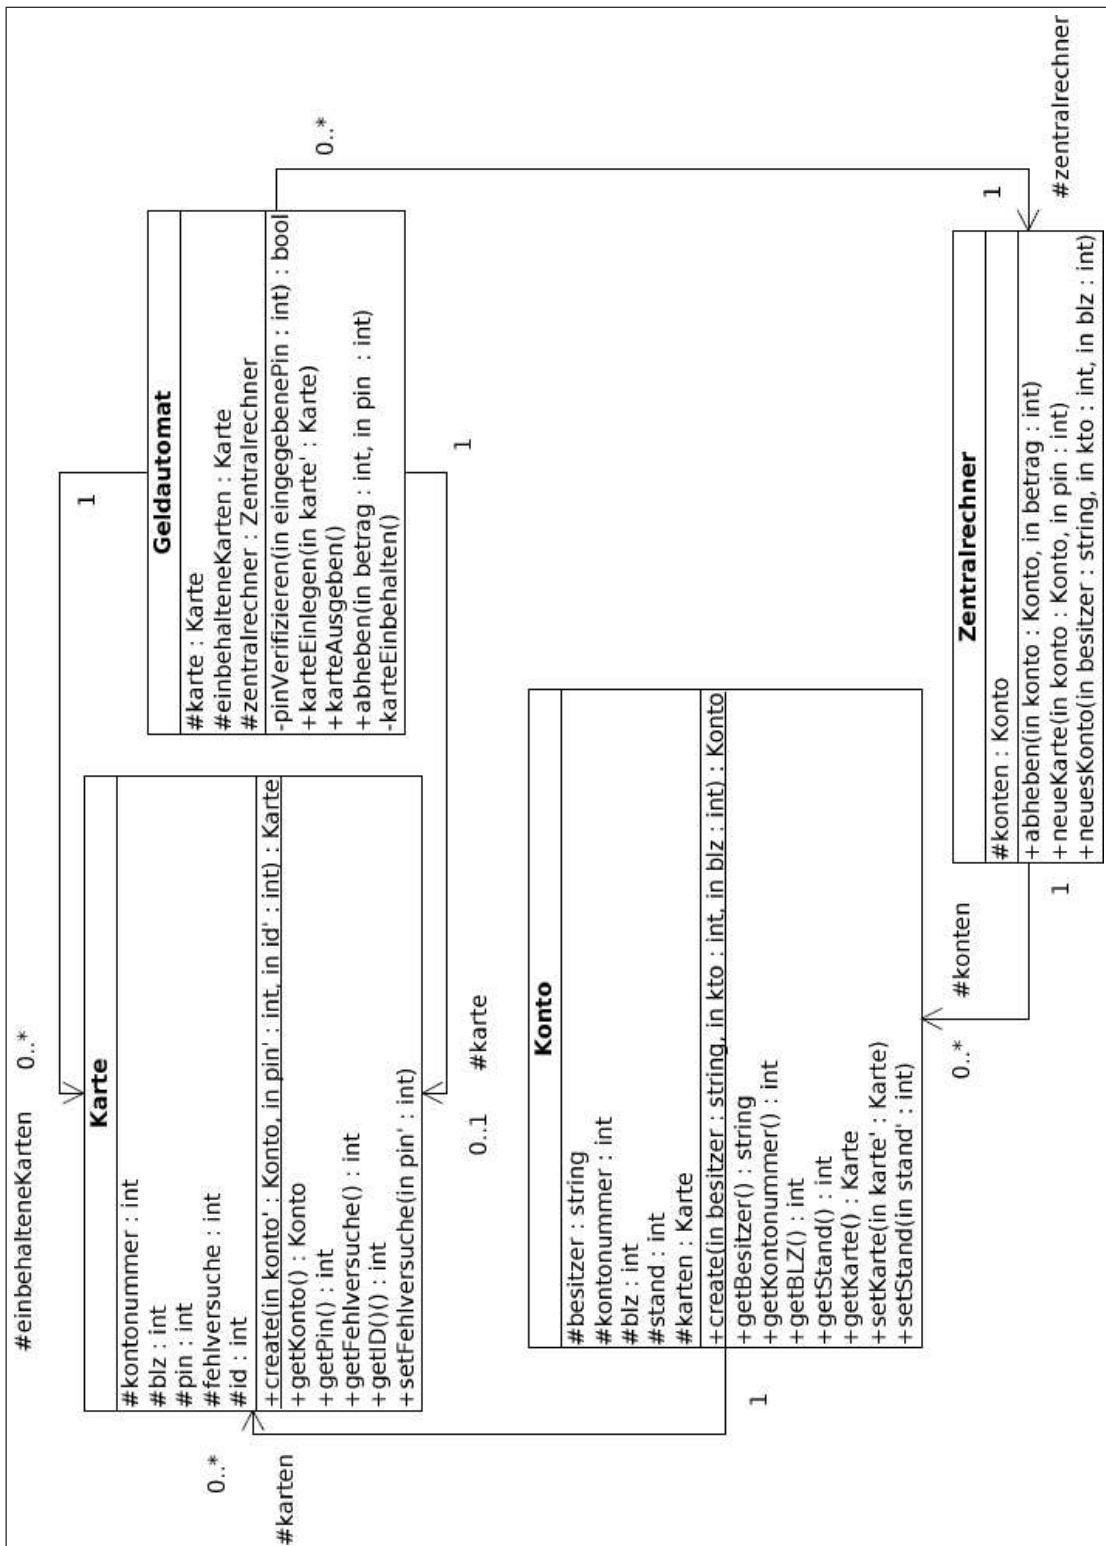 #einbehalteneKarten
0..*
1
Karte
#kontonummer : int
#blz : int
#pin : int
#fehlversuche : int
#id : int
+create(in konto' : Konto, in pin' : int, in id' : int) : Karte
+getKonto() : Konto
+getPin() : int
+getFehlversuche() : int
+getID()() : int
+setFehlversuche(in pin' : int)
Geldautomat
#karte : Karte
#einbehalteneKarten : Karte
#zentralrechner : Zentralrechner
-pinVerifizieren(in eingegebenePin : int) : bool
+karteEinlegen(in karte' : Karte)
+karteAusgeben()
+abheben(in betrag : int, in pin : int)
-karteEinbehalten()
0..*
0..*
#karten
0..1
#karte
1
Konto
#besitzer : string
#kontonummer : int
#blz : int
#stand : int
#karten : Karte
+create(in besitzer : string, in kto : int, in blz : int) : Konto
+getBesitzer() : string
+getKontonummer() : int
+getBLZ() : int
+getStand() : int
+getKarte() : Karte
+setKarte(in karte' : Karte)
+setStand(in stand' : int)
1
0..*
#konten
Zentralrechner
#konten : Konto
+abheben(in konto : Konto, in betrag : int)
+neueKarte(in konto : Konto, in pin : int)
+neuesKonto(in besitzer : string, in kto : int, in blz : int)
1
1
#zentralrechner